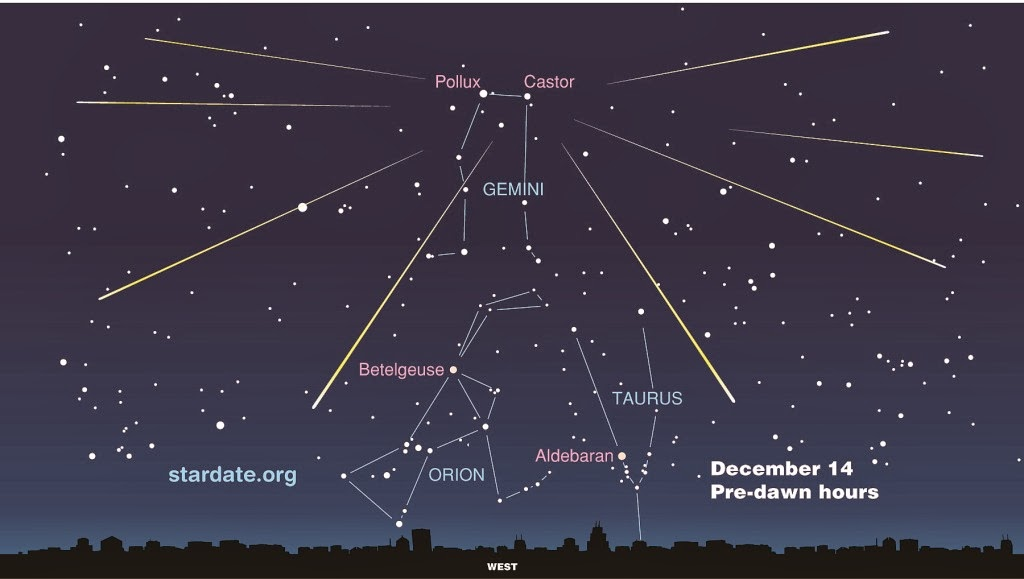 Pollux
Castor
GEMINI
Betelgeuse
TAURUS
Aldebaran
ORION
stardate.org
December 14
Pre-dawn hours
WEST